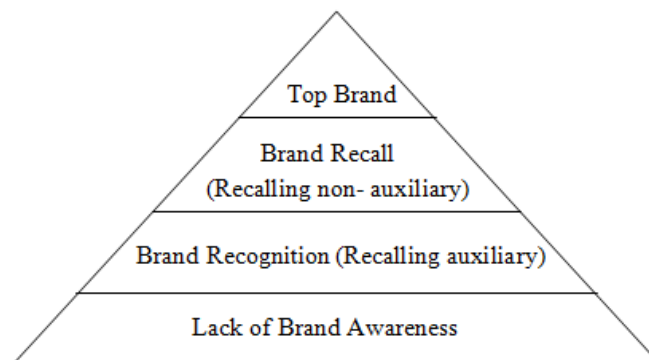 Top Brand
Brand Recall
(Recalling non- auxiliary)
Brand Recognition (Recalling auxiliary)
Lack of Brand Awareness